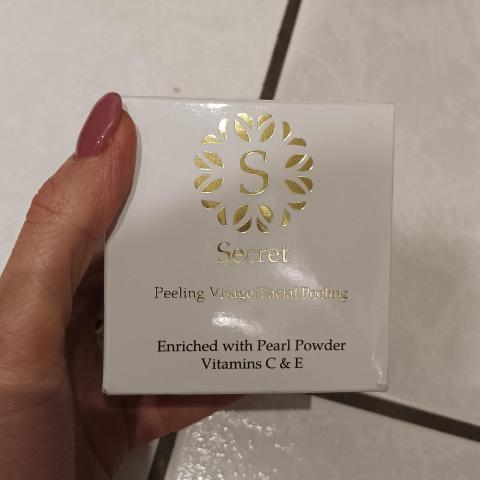 S
Secret
Peeling Visage/Facial Peeling
Enriched with Pearl Powder
Vitamins C & E